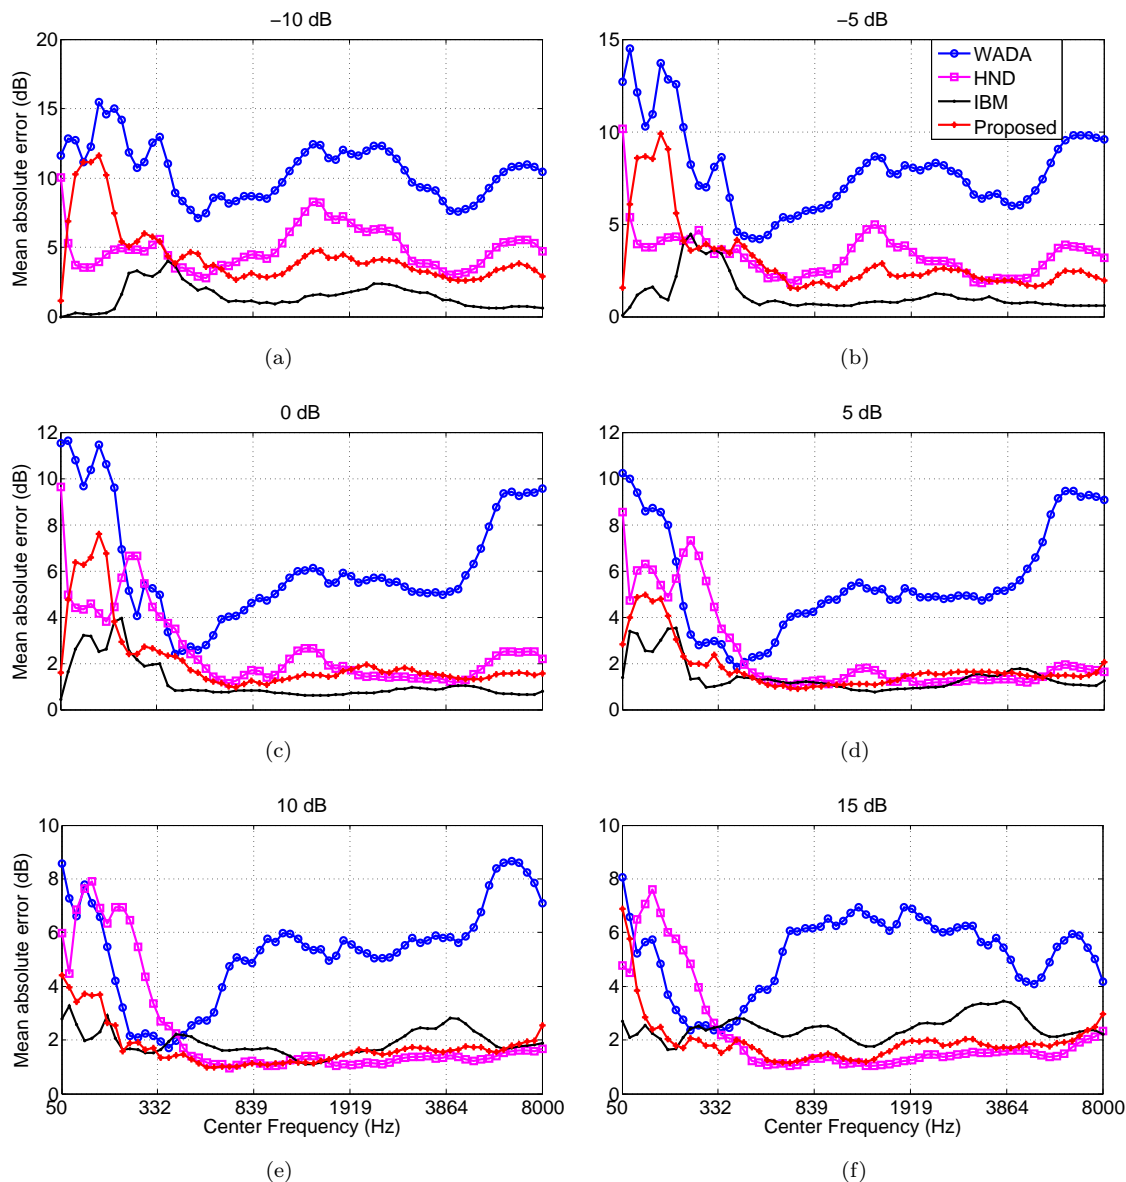 −10 dB
Mean absolute error (dB)
20
15
10
5
0
(a)
−5 dB
15
10
5
0
WADA
HND
IBM
Proposed
(b)
0 dB
Mean absolute error (dB)
12
10
8
6
4
2
0
(c)
5 dB
12
10
8
6
4
2
0
(d)
10 dB
Mean absolute error (dB)
10
8
6
4
2
0
50 332 839 1919 3864 8000
Center Frequency (Hz)
(e)
15 dB
10
8
6
4
2
0
50 332 839 1919 3864 8000
Center Frequency (Hz)
(f)